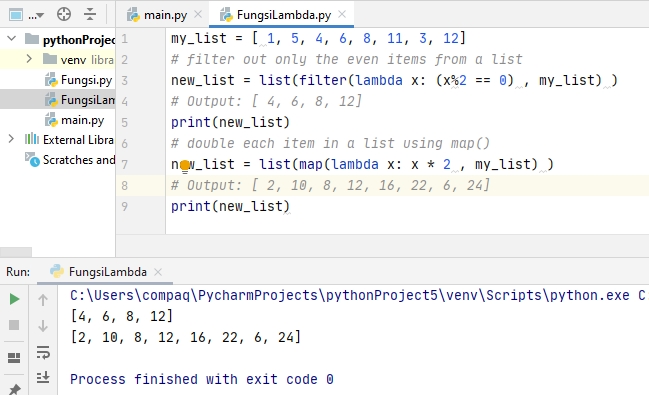 ...
main.py
FungsiLambda.py
pythonProje
venv libra
Fungsi.py
FungsiLam
main.py
External Libra
Scratches and
1 my_list = [ 1, 5, 4, 6, 8, 11, 3, 12]
2 # filter out only the even items from a list
3 new_list = list(filter(lambda x: (x%2 == 0) , my_list) )
4 # Output: [ 4, 6, 8, 12]
5 print(new_list)
6 # double each item in a list using map()
7 new_list = list(map(lambda x: x * 2 , my_list) )
8 # Output: [ 2, 10, 8, 12, 16, 22, 6, 24]
9 print(new_list)
Run: FungsiLambda
C:\Users\compaq\PycharmProjects\pythonProject5\venv\Scripts\python.exe C
[4, 6, 8, 12]
[2, 10, 8, 12, 16, 22, 6, 24]
Process finished with exit code 0